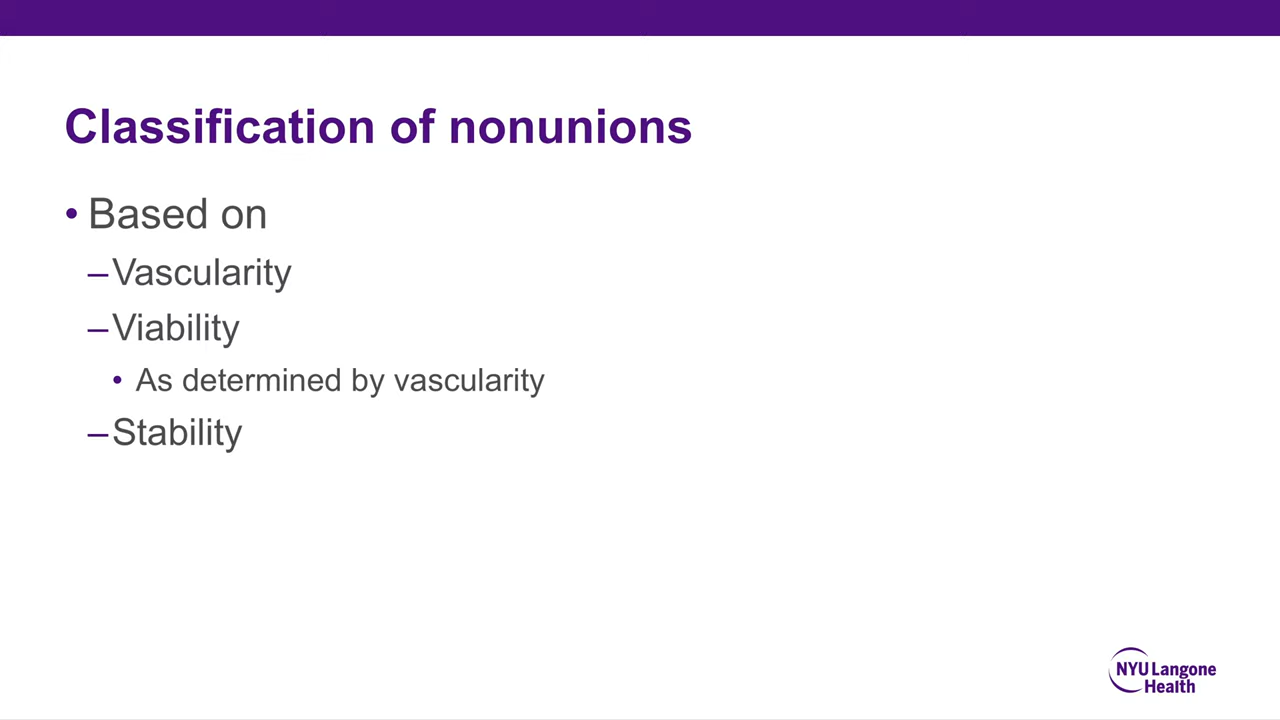 Classification of nonunions
• Based on
–Vascularity
–Viability
• As determined by vascularity
–Stability
NYU Langone
Health